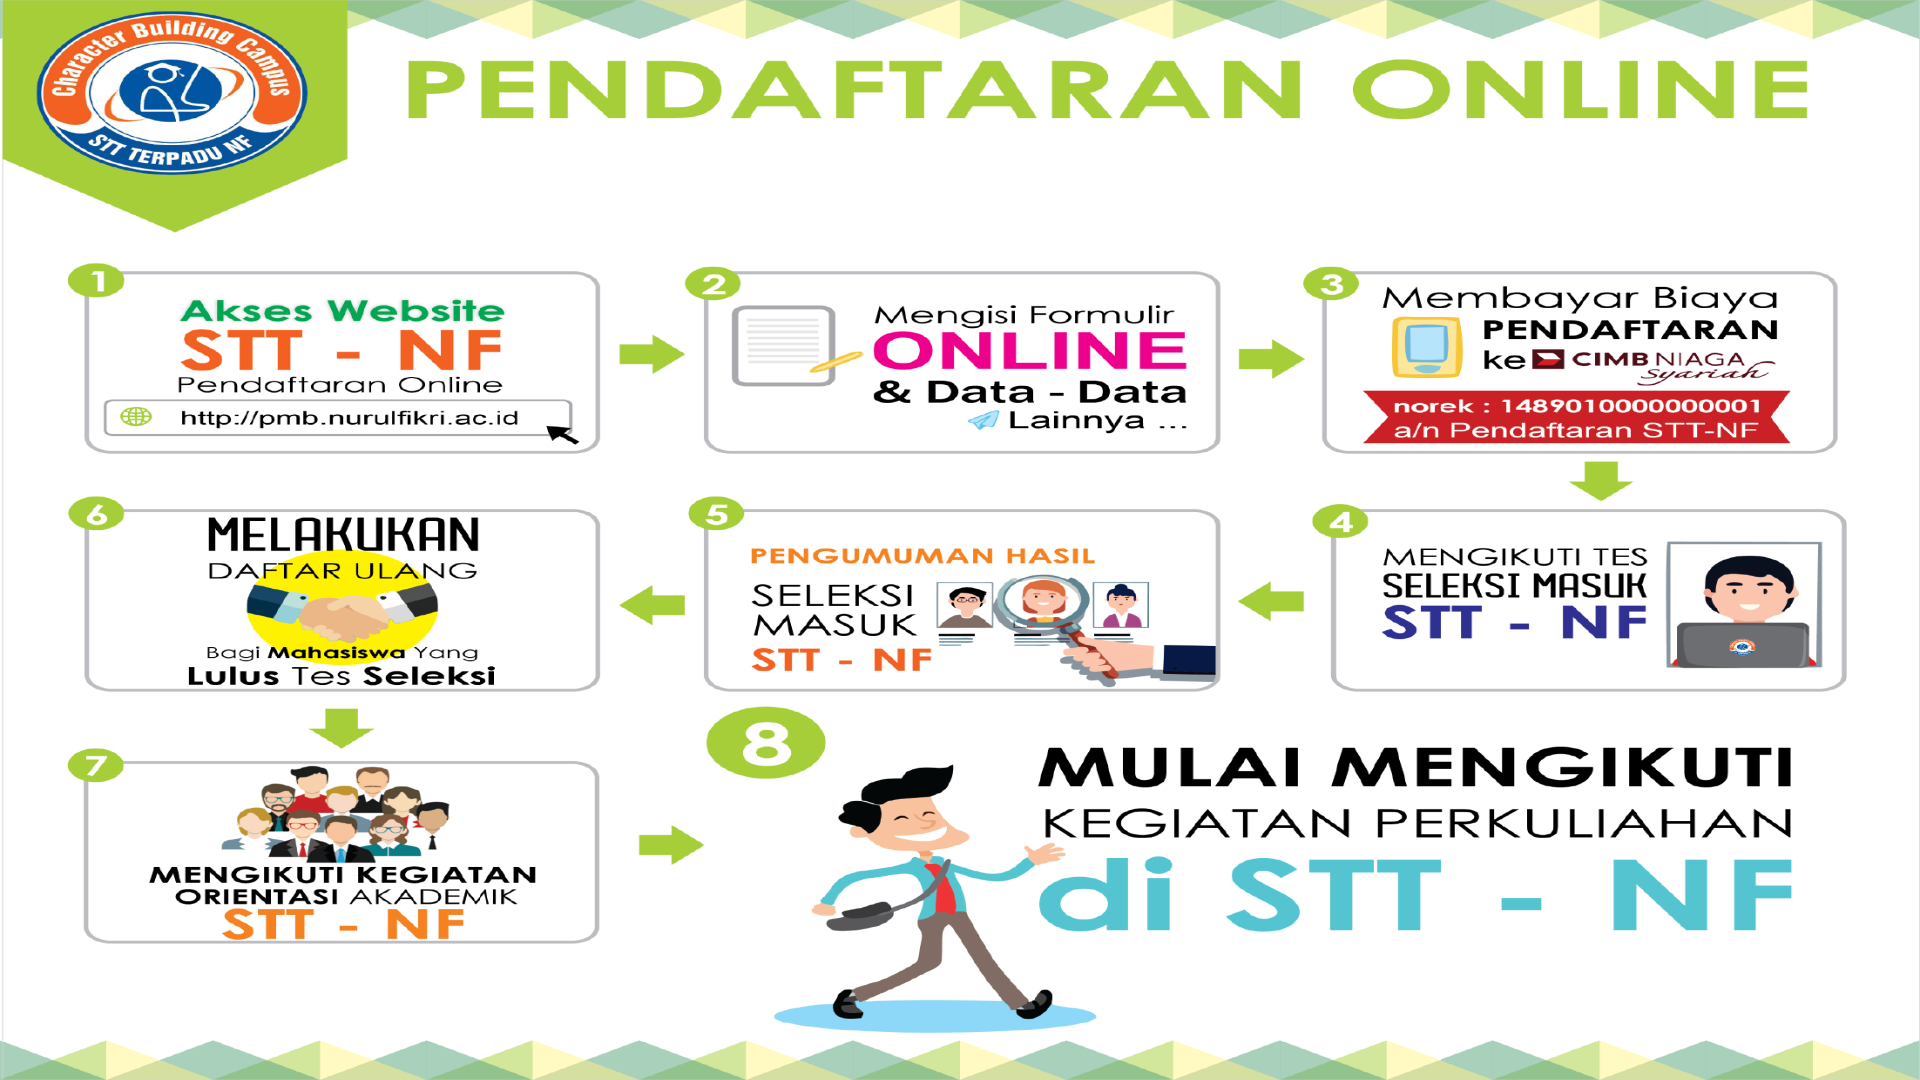 Character Building Campus
STT TERPADU NF
PENDAFTARAN ONLINE
1
Akses Website
STT - NF
Pendaftaran Online
http://pmb.nurulfikri.ac.id
2
Mengisi Formulir
ONLINE
& Data - Data
Lainnya ...
3
Membayar Biaya
PENDAFTARAN
ke CIMB NIAGA
Syariah
norek : 1489010000000001
a/n Pendaftaran STT-NF
4
MENGIKUTI TES
SELEKSI MASUK
STT - NF
5
PENGUMUMAN HASIL
SELEKSI
MASUK
STT - NF
6
MELAKUKAN
DAFTAR ULANG
Bagi Mahasiswa Yang
Lulus Tes Seleksi
7
MENGIKUTI KEGIATAN
ORIENTASI AKADEMIK
STT - NF
8
MULAI MENGIKUTI
KEGIATAN PERKULIAHAN
di STT - NF